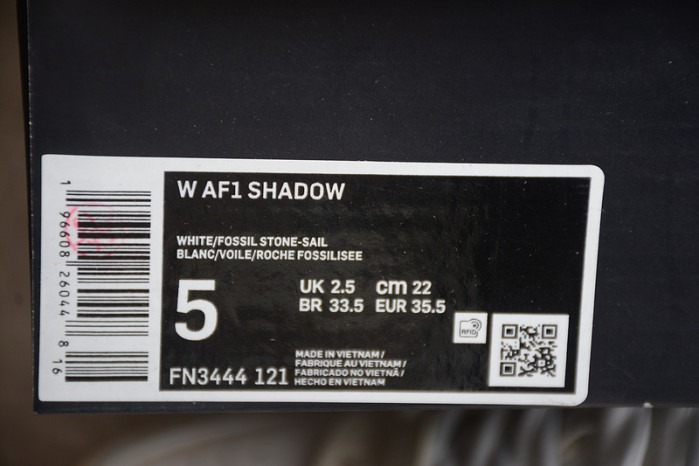 W AF1 SHADOW
WHITE/FOSSIL STONE-SAIL
BLANC/VOILE/ROCHE FOSSILISEE
5
UK 2.5 cm 22
BR 33.5 EUR 35.5
RFID
MADE IN VIETNAM /
FABRIQUE AU VIETNAM /
FABRICADO NO VIETNÃ /
HECHO EN VIETNAM
FN3444 121
1 96608 26044 8 16